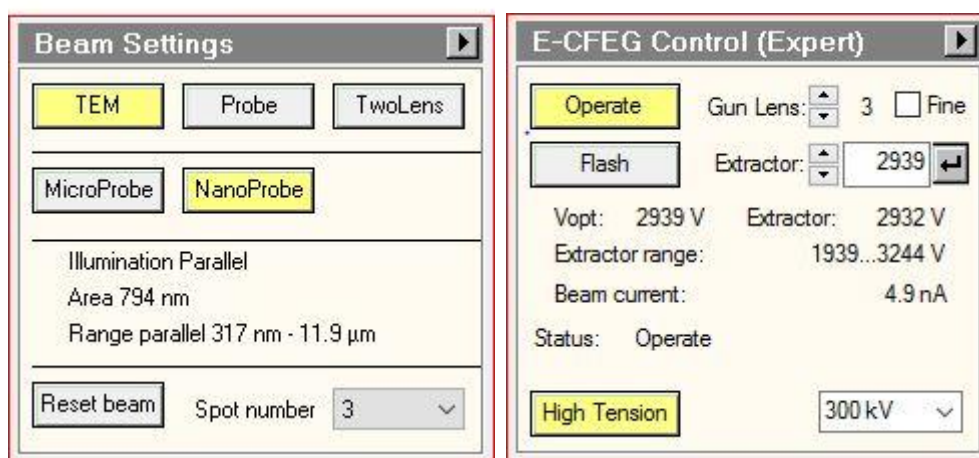 Beam Settings
TEM Probe TwoLens
MicroProbe NanoProbe
Illumination Parallel
Area 794 nm
Range parallel 317 nm - 11.9 µm
Reset beam Spot number 3
E-CFEG Control (Expert)
Operate Gun Lens: 3 Fine
Flash Extractor: 2939
Vopt: 2939 V Extractor: 2932 V
Extractor range: 1939...3244 V
Beam current: 4.9 nA
Status: Operate
High Tension 300 kV